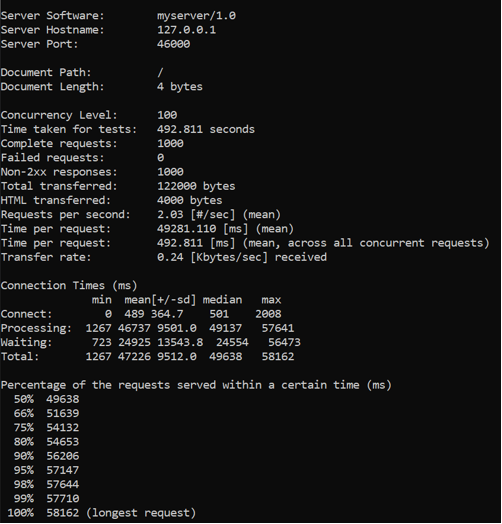 Server Software:        myserver/1.0
Server Hostname:        127.0.0.1
Server Port:            46000

Document Path:          /
Document Length:        4 bytes

Concurrency Level:      100
Time taken for tests:   492.811 seconds
Complete requests:      1000
Failed requests:        0
Non-2xx responses:      1000
Total transferred:      122000 bytes
HTML transferred:       4000 bytes
Requests per second:    2.03 [#/sec] (mean)
Time per request:       49281.110 [ms] (mean)
Time per request:       492.811 [ms] (mean, across all concurrent requests)
Transfer rate:          0.24 [Kbytes/sec] received

Connection Times (ms)
              min  mean[+/-sd] median   max
Connect:        0  489 364.7    501    2008
Processing:  1267 46737 9501.0  49137   57641
Waiting:      723 24925 13543.8  24554   56473
Total:       1267 47226 9512.0  49638   58162

Percentage of the requests served within a certain time (ms)
  50%  49638
  66%  51639
  75%  54132
  80%  54653
  90%  56206
  95%  57147
  98%  57644
  99%  57710
 100%  58162 (longest request)